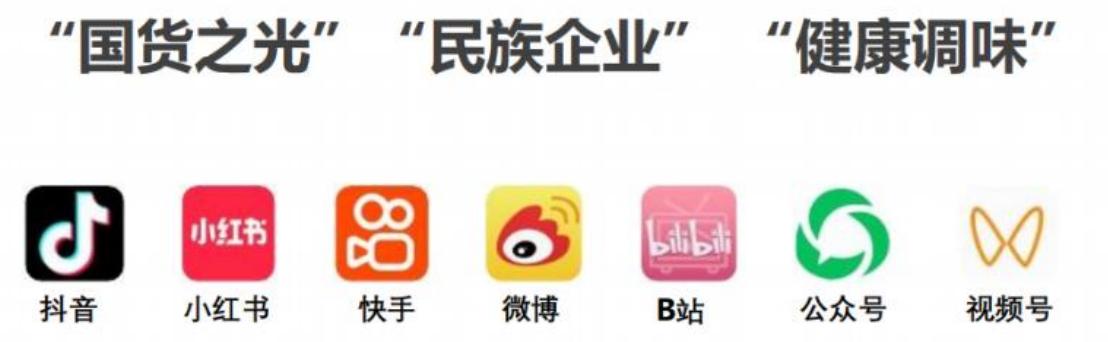 “国货之光” “民族企业” “健康调味”
小红书 bilibili
抖音 小红书 快手 微博 B站 公众号 视频号